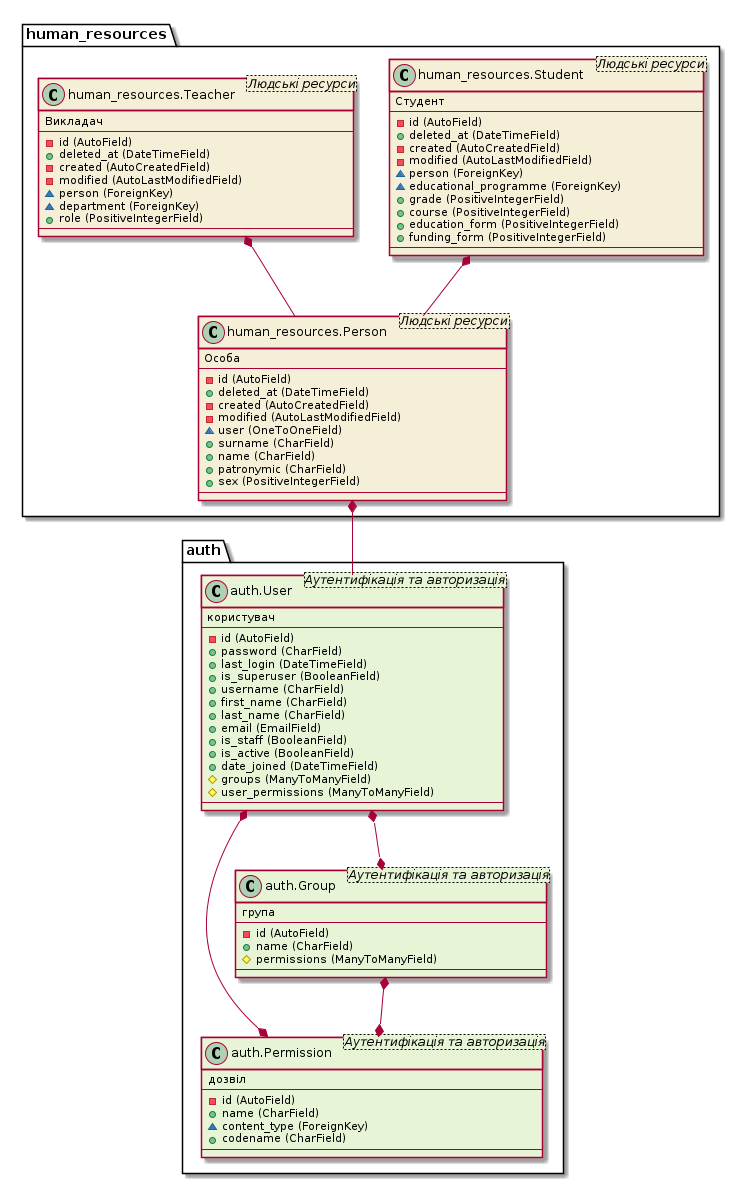 human_resources
C human_resources.Teacher
Людські ресурси
Викладач
id (AutoField)
deleted_at (DateTimeField)
created (AutoCreatedField)
modified (AutoLastModifiedField)
person (ForeignKey)
department (ForeignKey)
role (PositiveIntegerField)
C human_resources.Student
Людські ресурси
Студент
id (AutoField)
deleted_at (DateTimeField)
created (AutoCreatedField)
modified (AutoLastModifiedField)
person (ForeignKey)
educational_programme (ForeignKey)
grade (PositiveIntegerField)
course (PositiveIntegerField)
education_form (PositiveIntegerField)
funding_form (PositiveIntegerField)
C human_resources.Person
Людські ресурси
Особа
id (AutoField)
deleted_at (DateTimeField)
created (AutoCreatedField)
modified (AutoLastModifiedField)
user (OneToOneField)
surname (CharField)
name (CharField)
patronymic (CharField)
sex (PositiveIntegerField)
auth
C auth.User
Аутентифікація та авторизація
користувач
id (AutoField)
password (CharField)
last_login (DateTimeField)
is_superuser (BooleanField)
username (CharField)
first_name (CharField)
last_name (CharField)
email (EmailField)
is_staff (BooleanField)
is_active (BooleanField)
date_joined (DateTimeField)
groups (ManyToManyField)
user_permissions (ManyToManyField)
C auth.Group
Аутентифікація та авторизація
група
id (AutoField)
name (CharField)
permissions (ManyToManyField)
C auth.Permission
Аутентифікація та авторизація
дозвіл
id (AutoField)
name (CharField)
content_type (ForeignKey)
codename (CharField)